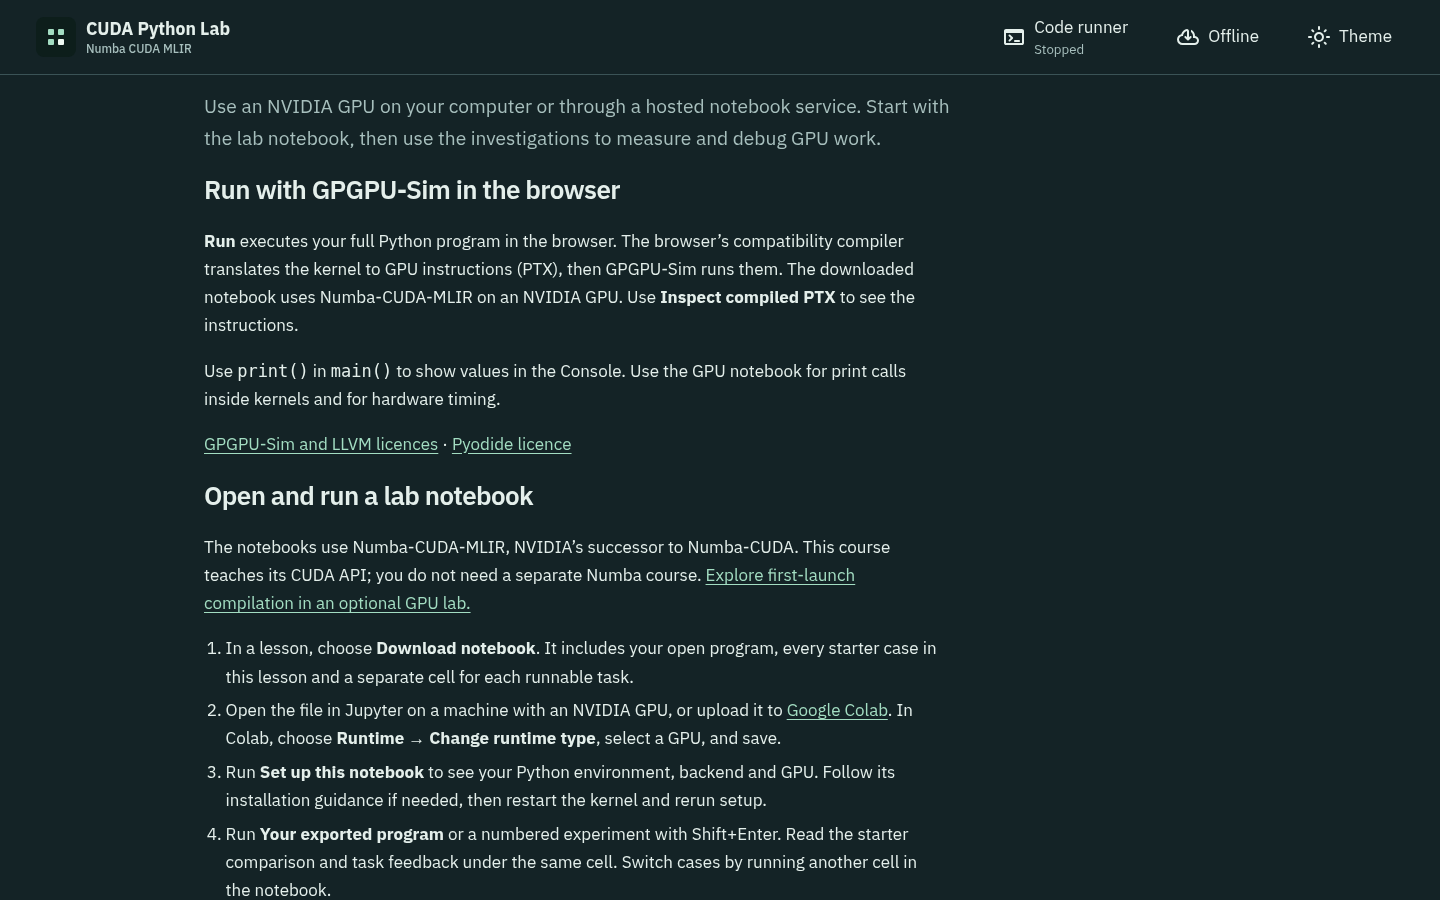 CUDA Python Lab
Numba CUDA MLIR
Code runner
Stopped
Offline
Theme
Use an NVIDIA GPU on your computer or through a hosted notebook service. Start with
the lab notebook, then use the investigations to measure and debug GPU work.
Run with GPGPU-Sim in the browser
Run executes your full Python program in the browser. The browser’s compatibility compiler
translates the kernel to GPU instructions (PTX), then GPGPU-Sim runs them. The downloaded
notebook uses Numba-CUDA-MLIR on an NVIDIA GPU. Use Inspect compiled PTX to see the
instructions.
Use print() in main() to show values in the Console. Use the GPU notebook for print calls
inside kernels and for hardware timing.
GPGPU-Sim and LLVM licences · Pyodide licence
Open and run a lab notebook
The notebooks use Numba-CUDA-MLIR, NVIDIA’s successor to Numba-CUDA. This course
teaches its CUDA API; you do not need a separate Numba course. Explore first-launch
compilation in an optional GPU lab.
1. In a lesson, choose Download notebook. It includes your open program, every starter case in
this lesson and a separate cell for each runnable task.
2. Open the file in Jupyter on a machine with an NVIDIA GPU, or upload it to Google Colab. In
Colab, choose Runtime → Change runtime type, select a GPU, and save.
3. Run Set up this notebook to see your Python environment, backend and GPU. Follow its
installation guidance if needed, then restart the kernel and rerun setup.
4. Run Your exported program or a numbered experiment with Shift+Enter. Read the starter
comparison and task feedback under the same cell. Switch cases by running another cell in
the notebook.